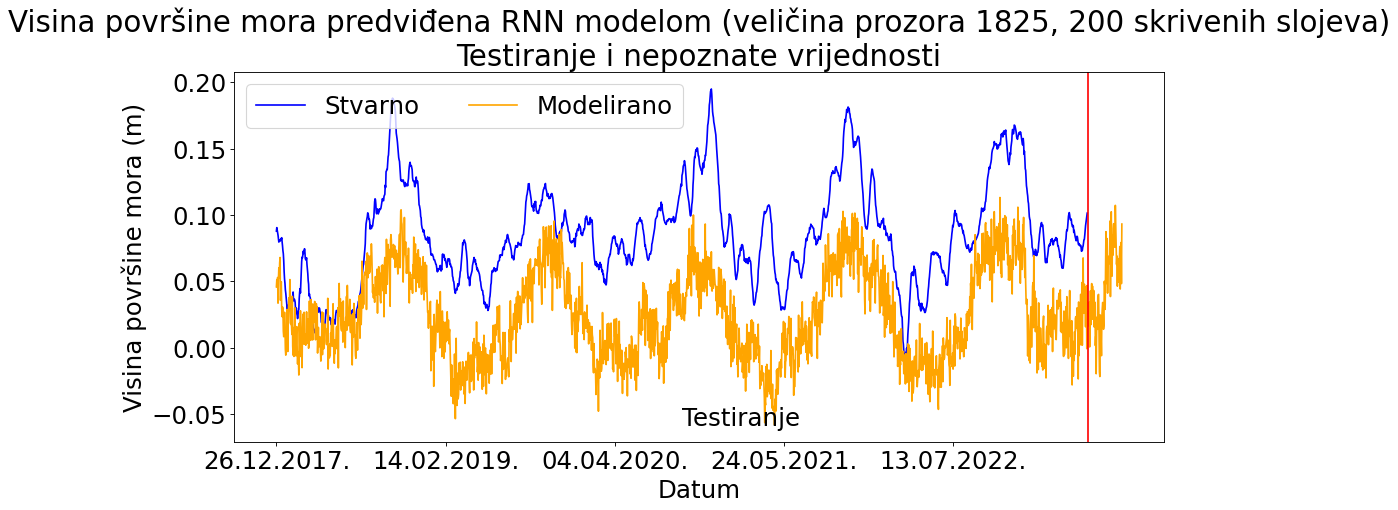 Visina površine mora predviđena RNN modelom (veličina prozora 1825, 200 skrivenih slojeva)
Testiranje i nepoznate vrijednosti
Stvarno Modelirano
Visina površine mora (m)
0.20
0.15
0.10
0.05
0.00
−0.05
Testiranje
26.12.2017. 14.02.2019. 04.04.2020. 24.05.2021. 13.07.2022.
Datum